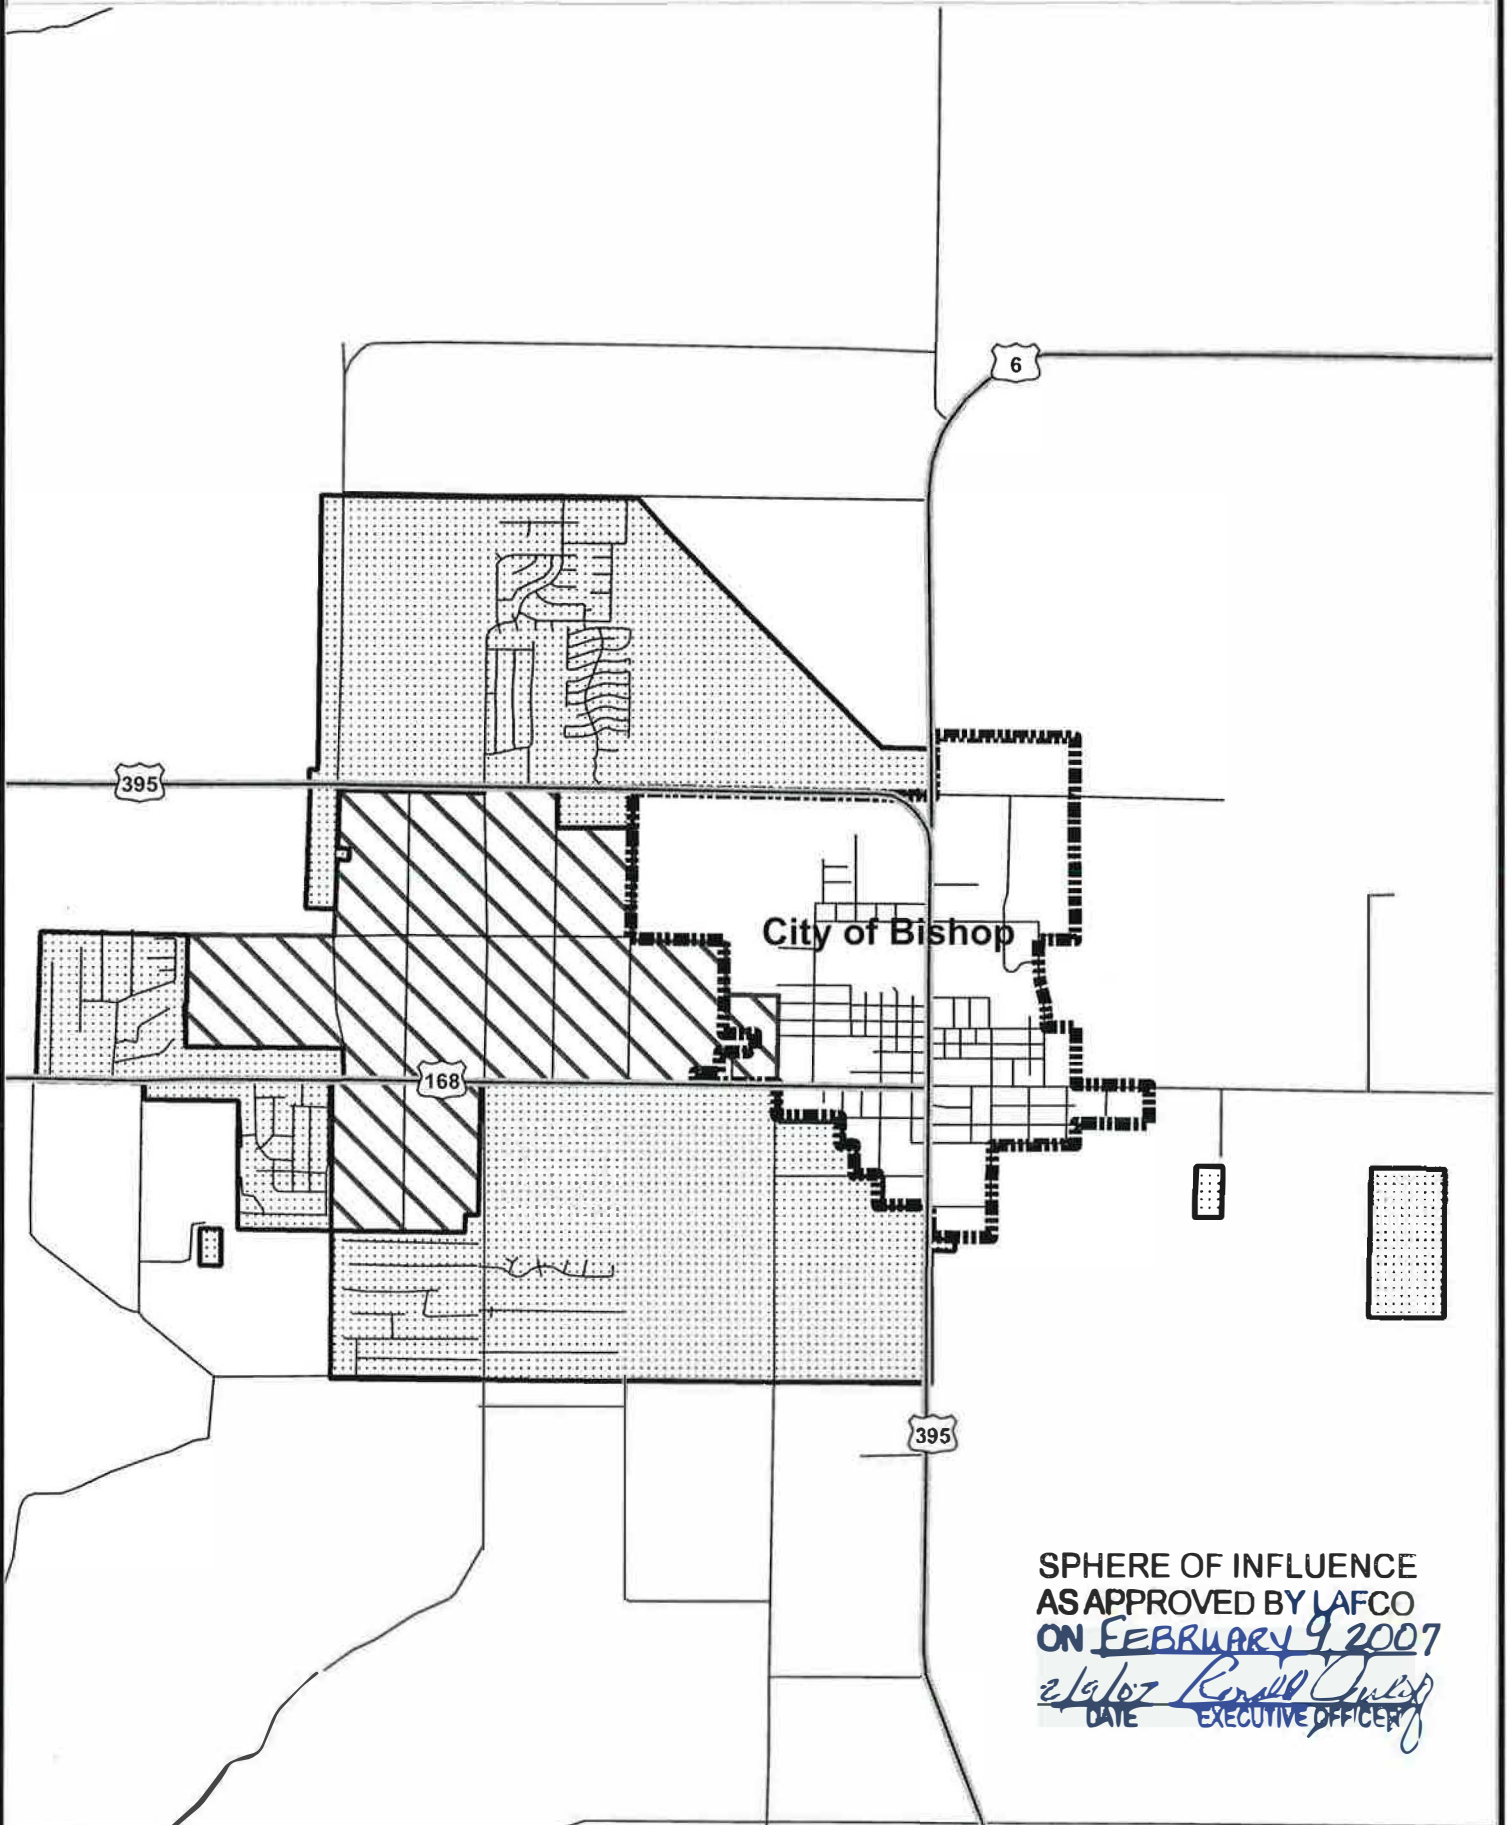 6
395
City of Bishop
168
395
SPHERE OF INFLUENCE
AS APPROVED BY LAFCO
ON FEBRUARY 9, 2007
2/9/07
DATE EXECUTIVE OFFICER